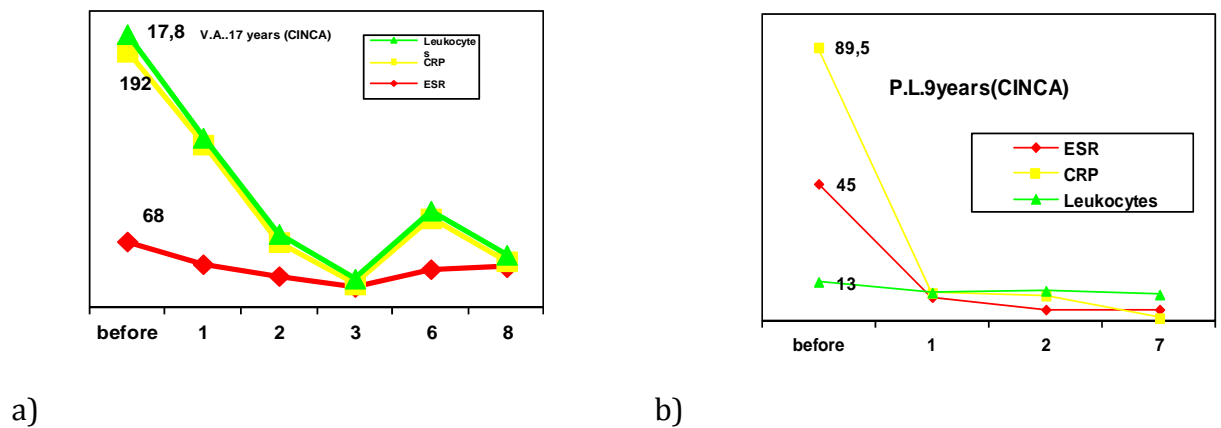 17,8
V.A..17 years (CINCA)
Leukocyte
s
CRP
ESR
192
68
before 1 2 3 6 8
a)
89,5
P.L.9years(CINCA)
ESR
CRP
Leukocytes
45
13
before 1 2 7
b)